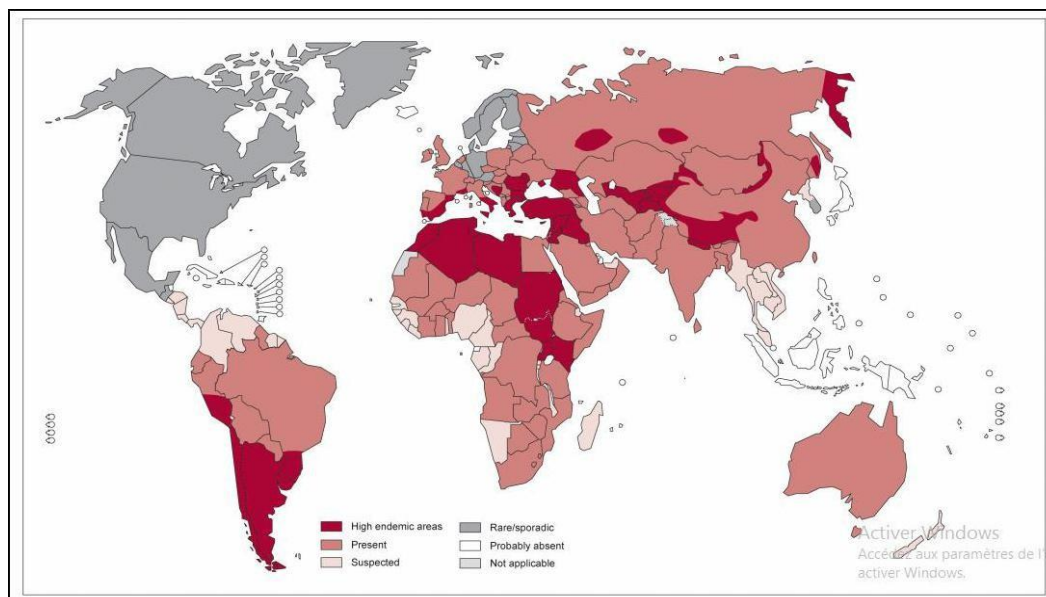 High endemic areas
Present
Suspected
Rare/sporadic
Probably absent
Not applicable
Activer Windows
Accédez aux paramètres de l'
activer Windows.